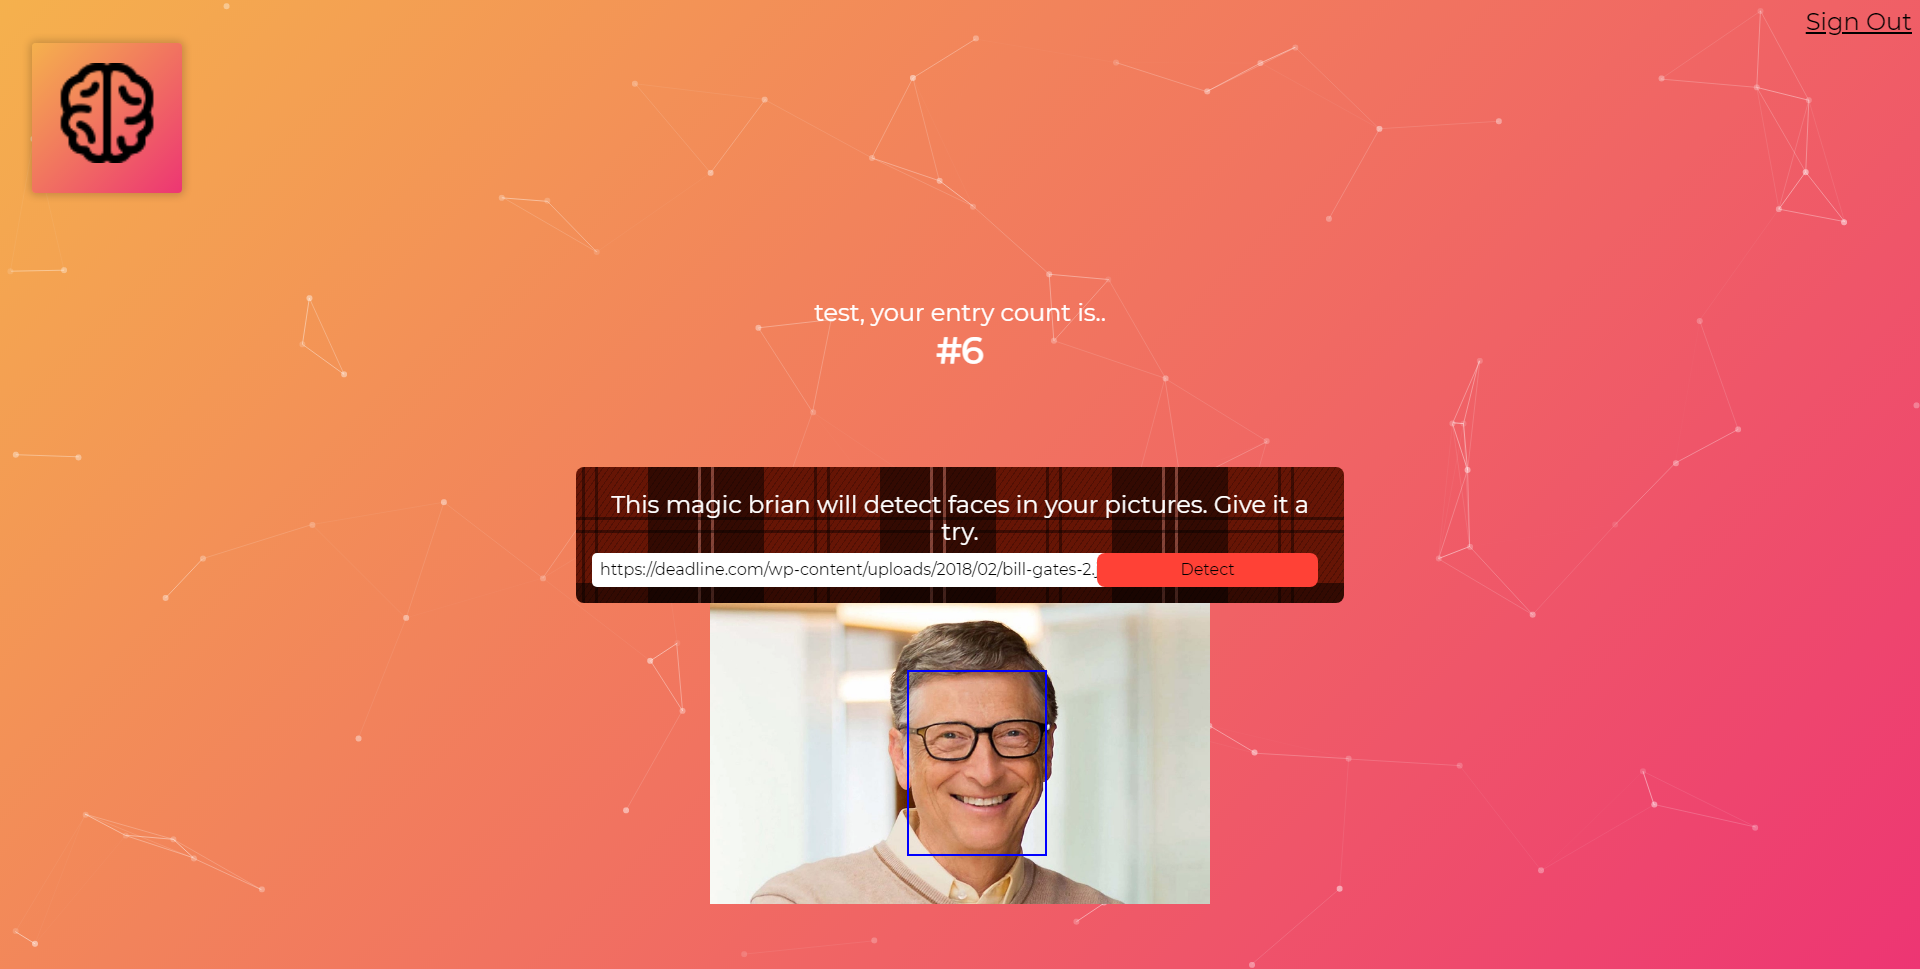 Sign Out
test, your entry count is..
#6
This magic brian will detect faces in your pictures. Give it a
try.
https://deadline.com/wp-content/uploads/2018/02/bill-gates-2.
Detect